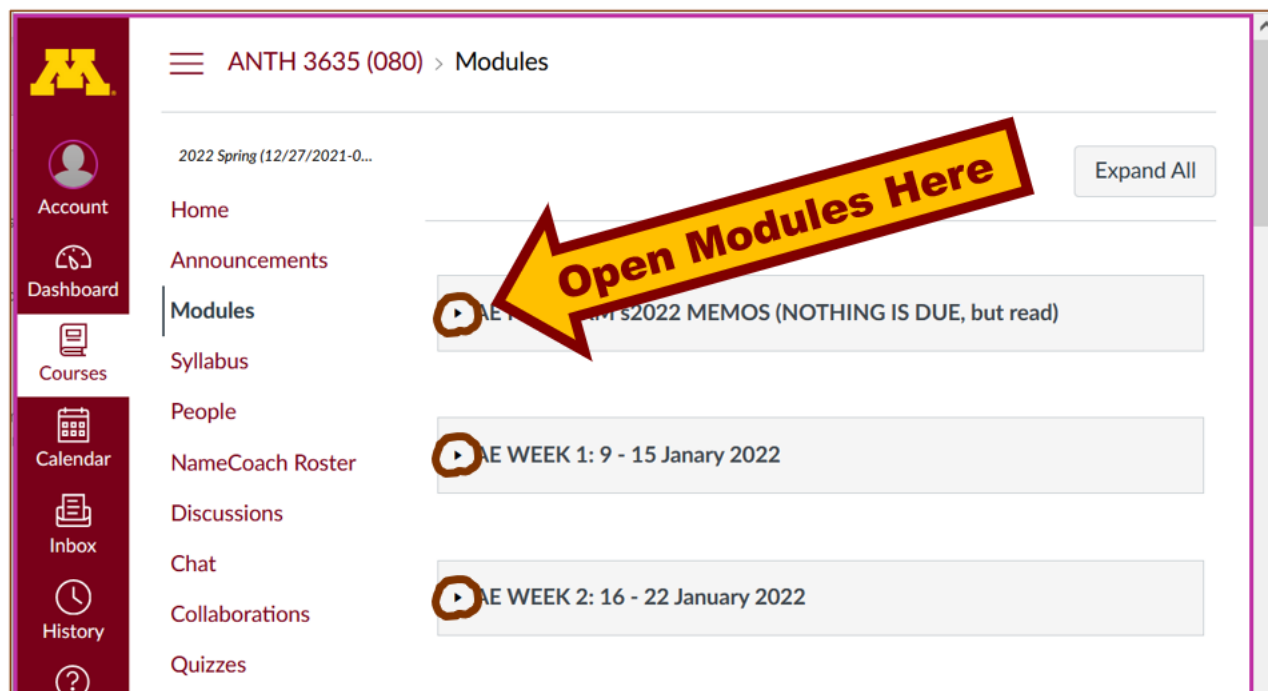 M
ANTH 3635 (080) > Modules
2022 Spring (12/27/2021-0...
Expand All
Open Modules Here
Account
Dashboard
Courses
Calendar
Inbox
History
Home
Announcements
Modules
Syllabus
People
NameCoach Roster
Discussions
Chat
Collaborations
Quizzes
s2022 MEMOS (NOTHING IS DUE, but read)
AE WEEK 1: 9 - 15 Janary 2022
AE WEEK 2: 16 - 22 January 2022